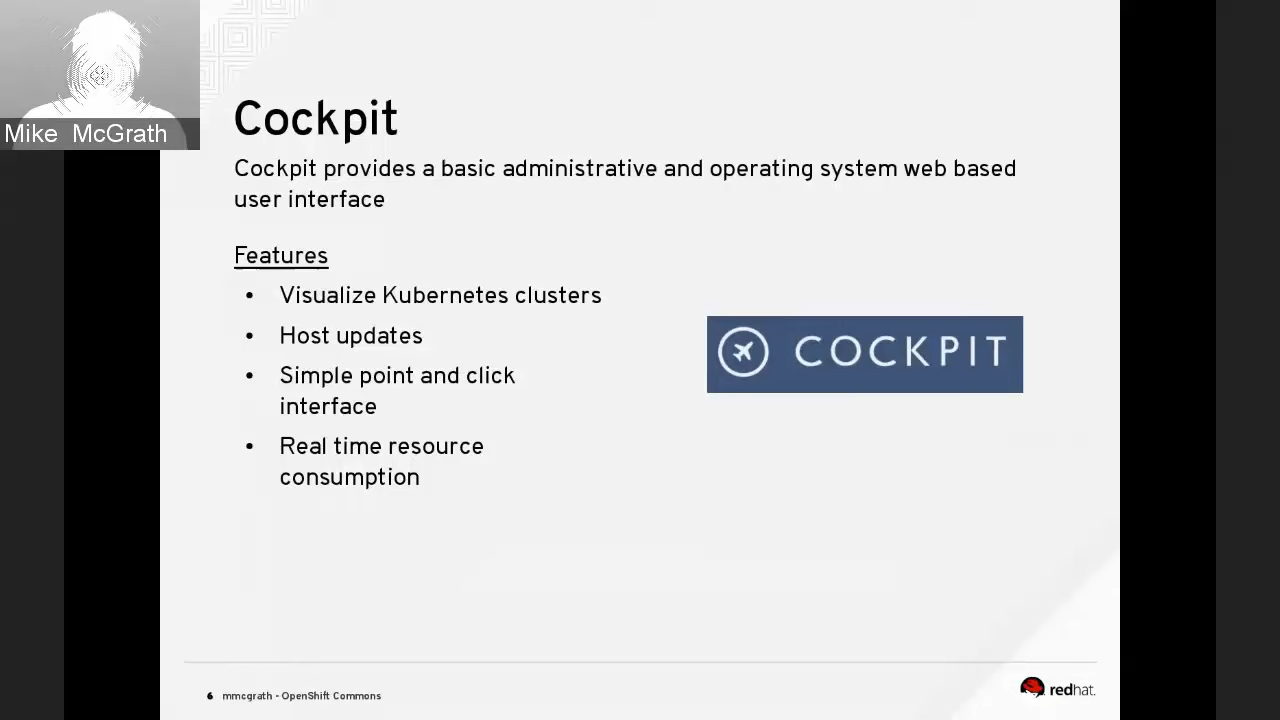 Mike McGrath
Cockpit
Cockpit provides a basic administrative and operating system web based
user interface
Features
• Visualize Kubernetes clusters
• Host updates
• Simple point and click
interface
• Real time resource
consumption
COCKPIT
6 mmcgrath - OpenShift Commons
redhat.